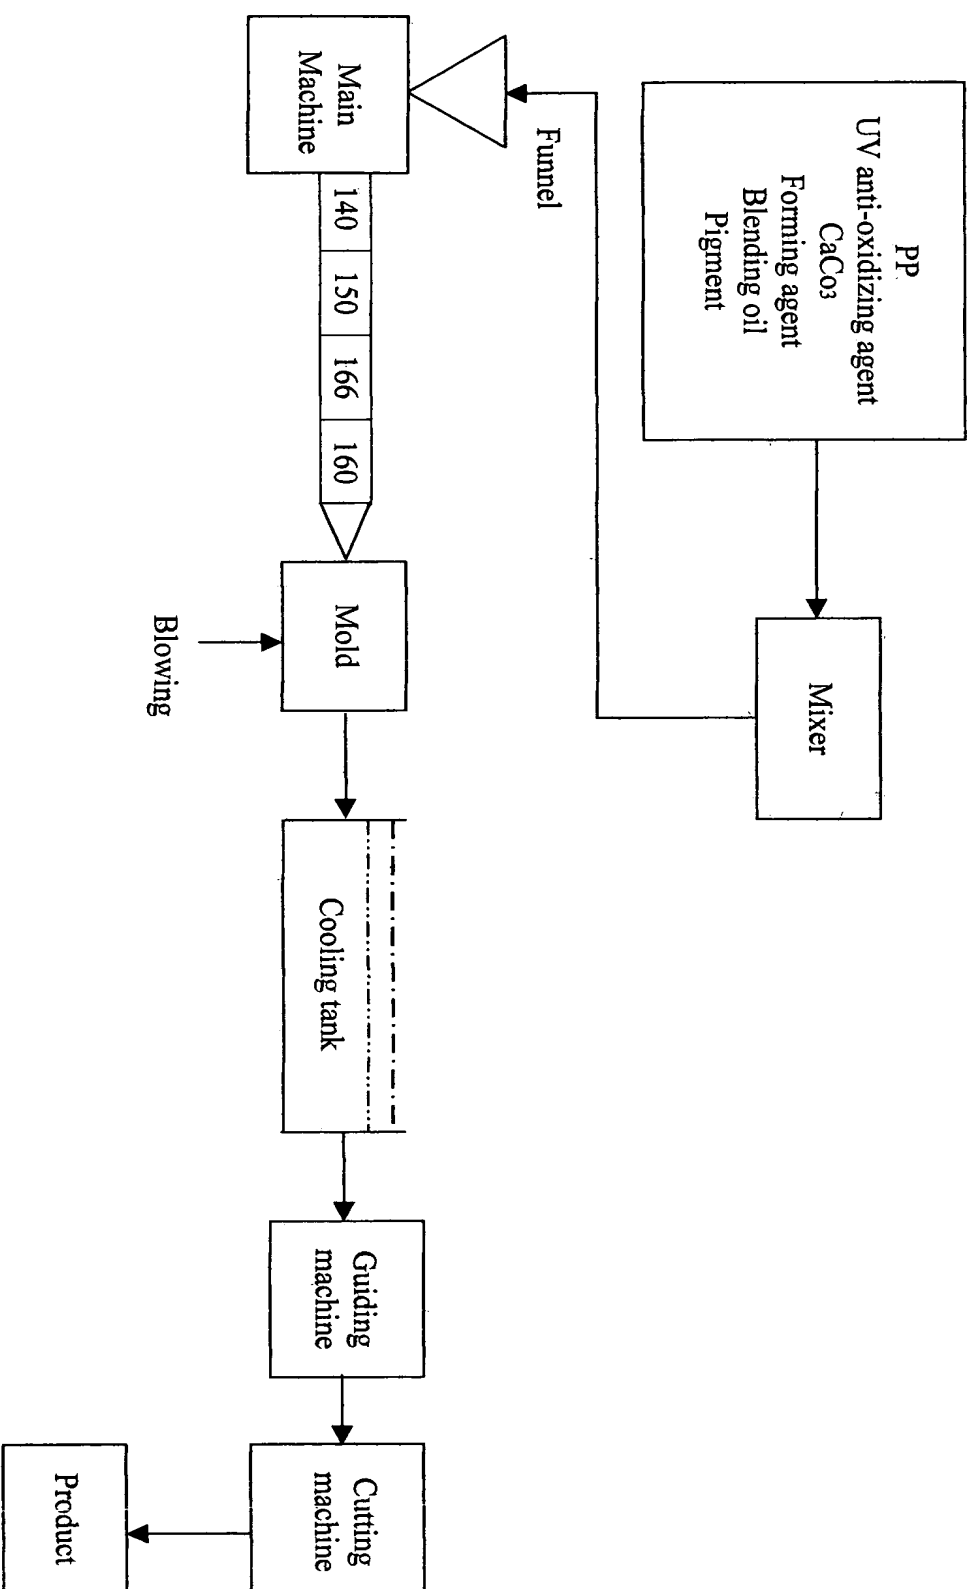 PP
UV anti-oxidizing agent
CaCo3
Forming agent
Blending oil
Pigment
Mixer
Funnel
Main
Machine
140
150
166
160
Mold
Blowing
Cooling tank
Guiding
machine
Cutting
machine
Product